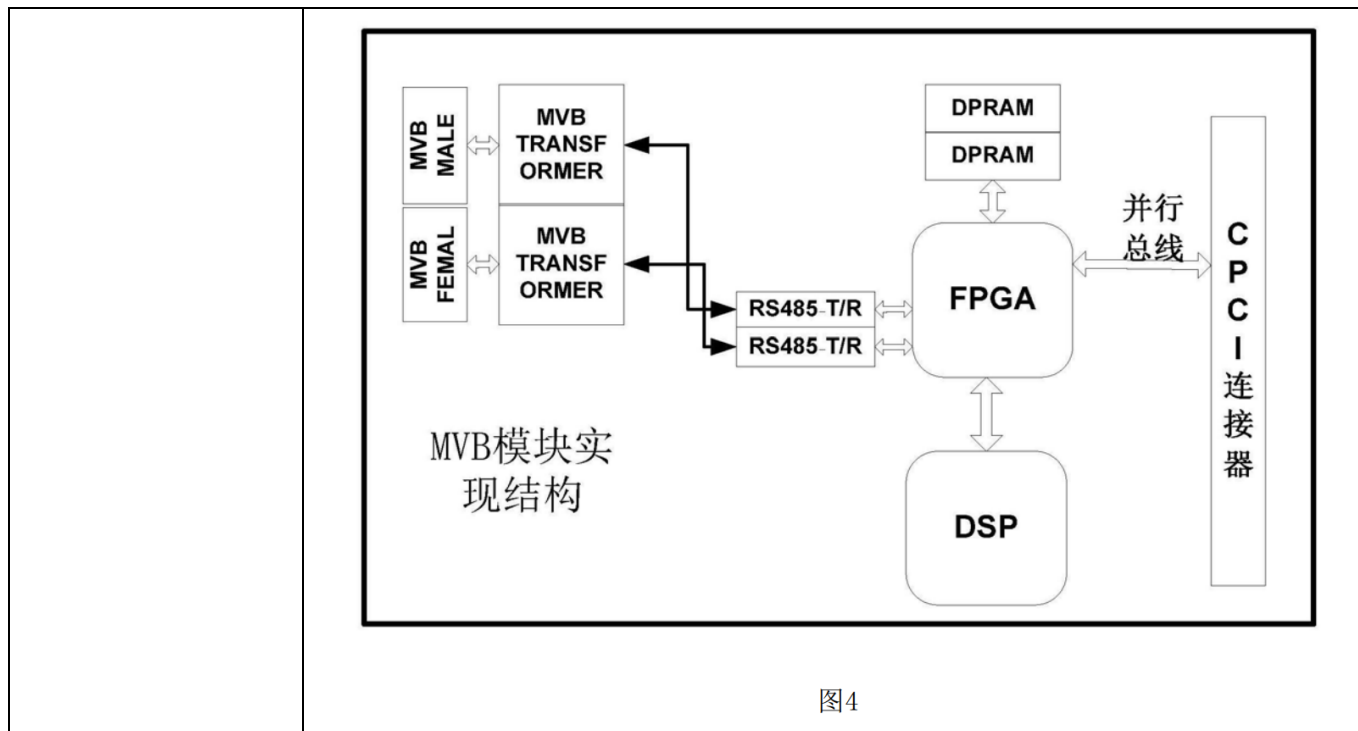 MVB
MALE
MVB
TRANSF
ORMER
MVB
FEMAL
MVB
TRANSF
ORMER
DPRAM
DPRAM
RS485-T/R
RS485-T/R
FPGA
并行
总线
C
P
C
I
连
接
器
DSP
MVB模块实
现结构
图4